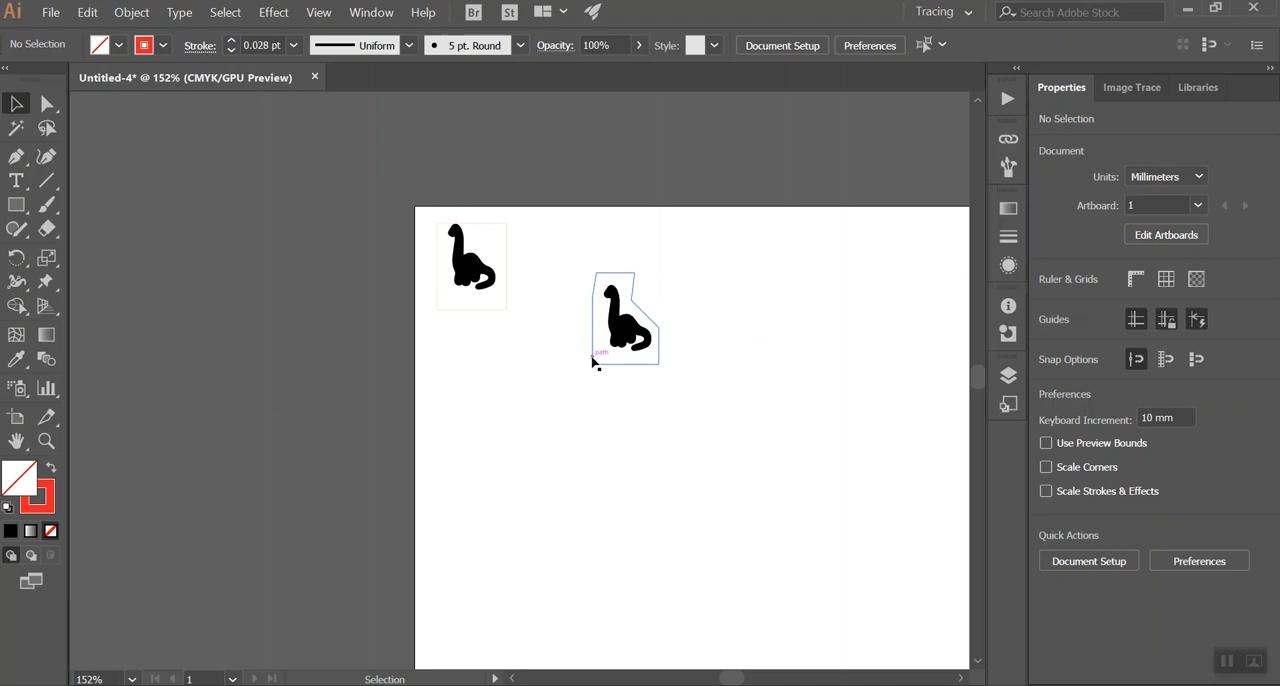 Ai File Edit Object Type Select Effect View Window Help Br St Tracing Search Adobe Stock
No Selection Stroke: 0.028 pt Uniform 5 pt. Round Opacity: 100% Style: Document Setup Preferences
Untitled-4* @ 152% (CMYK/GPU Preview)
Properties Image Trace Libraries
No Selection
Document
Units: Millimeters
Artboard: 1
Edit Artboards
Ruler & Grids
Guides
path
Snap Options
Preferences
Keyboard Increment: 10 mm
Use Preview Bounds
Scale Corners
Scale Strokes & Effects
Quick Actions
Document Setup Preferences
152% 1 Selection